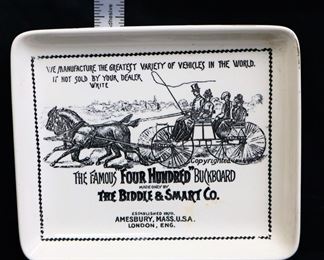 WE MANUFACTURE THE GREATEST VARIETY OF VEHICLES IN THE WORLD.
IF NOT SOLD BY YOUR DEALER
WRITE
Copyrighted
THE FAMOUS "FOUR HUNDRED" BUCKBOARD
MADE ONLY BY
THE BIDDLE & SMART CO.
ESTABLISHED 1870.
AMESBURY, MASS. U.S.A.
LONDON, ENG.